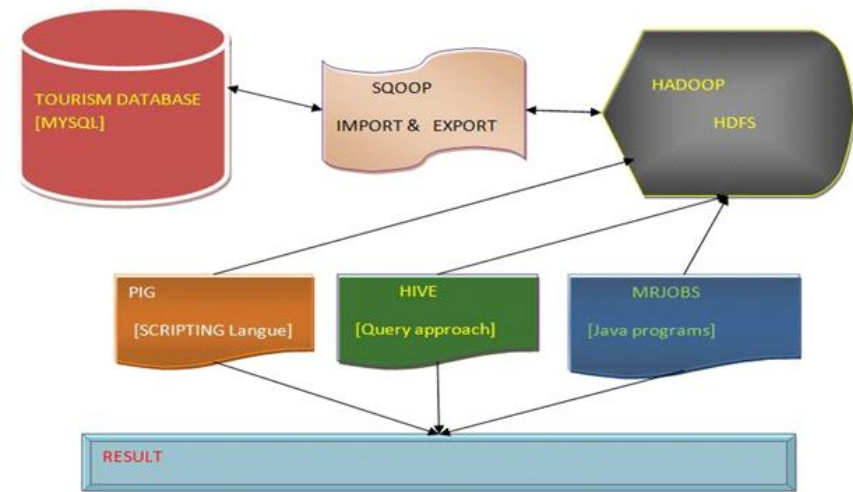 TOURISM DATABASE
[MYSQL]
SQOOP
IMPORT & EXPORT
HADOOP
HDFS
PIG
[SCRIPTING Langue]
HIVE
[Query approach]
MRJOBS
[Java programs]
RESULT